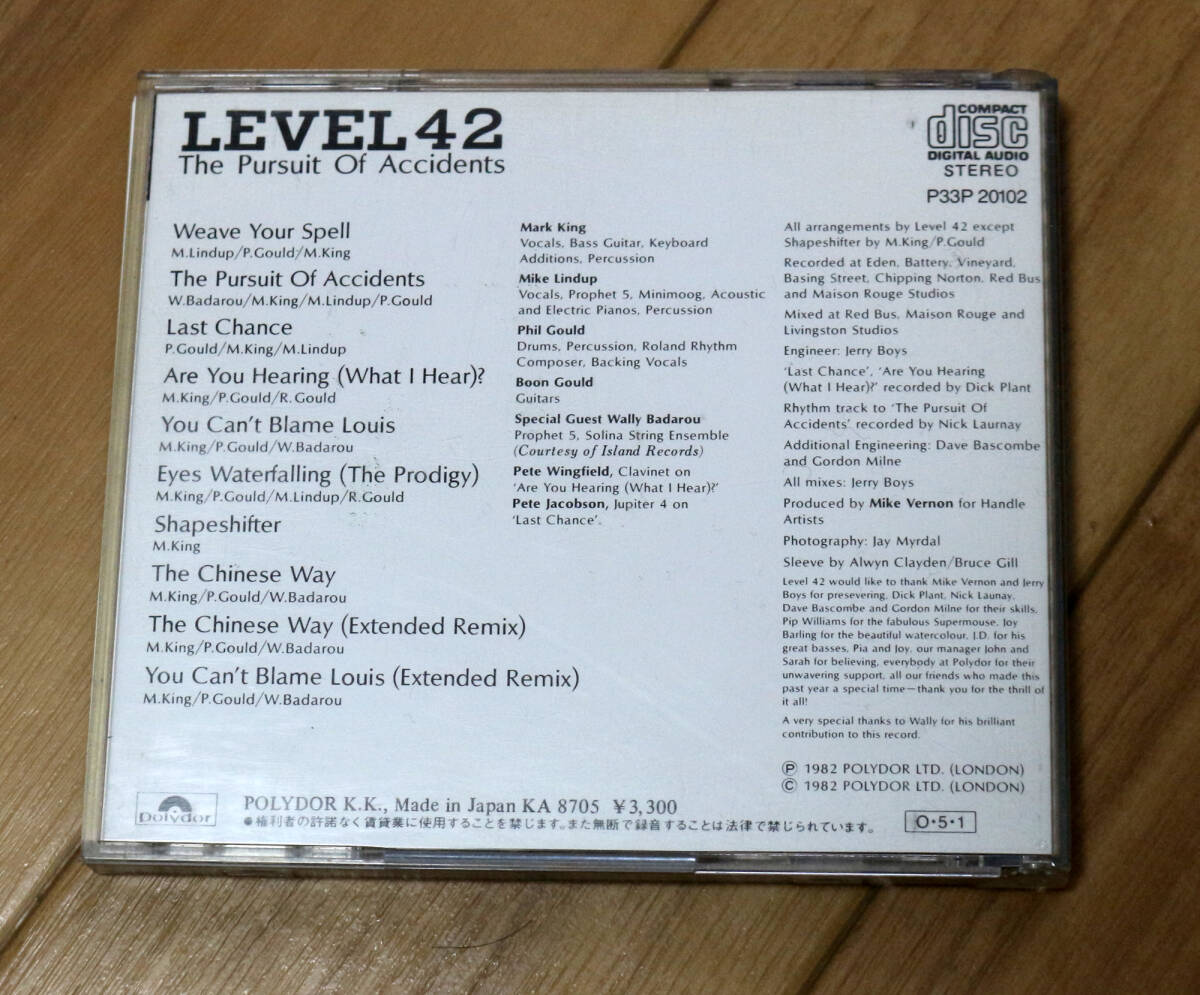 LEVEL 42
The Pursuit Of Accidents
COMPACT
disc
DIGITAL AUDIO
STEREO
P33P 20102
Weave Your Spell
M.Lindup/P.Gould/M.King
The Pursuit Of Accidents
W.Badarou/M.King/M.Lindup/P.Gould
Last Chance
P.Gould/M.King/M.Lindup
Are You Hearing (What I Hear)?
M.King/P.Gould/R.Gould
You Can't Blame Louis
M.King/P.Gould/W.Badarou
Eyes Waterfalling (The Prodigy)
M.King/P.Gould/M.Lindup/R.Gould
Shapeshifter
M.King
The Chinese Way
M.King/P.Gould/W.Badarou
The Chinese Way (Extended Remix)
M.King/P.Gould/W.Badarou
You Can't Blame Louis (Extended Remix)
M.King/P.Gould/W.Badarou
Mark King
Vocals, Bass Guitar, Keyboard
Additions, Percussion
Mike Lindup
Vocals, Prophet 5, Minimoog, Acoustic
and Electric Pianos, Percussion
Phil Gould
Drums, Percussion, Roland Rhythm
Composer, Backing Vocals
Boon Gould
Guitars
Special Guest Wally Badarou
Prophet 5, Solina String Ensemble
(Courtesy of Island Records)
Pete Wingfield, Clavinet on
'Are You Hearing (What I Hear)?'
Pete Jacobson, Jupiter 4 on
'Last Chance'.
All arrangements by Level 42 except
Shapeshifter by M.King/P.Gould
Recorded at Eden, Battery, Vineyard,
Basing Street, Chipping Norton, Red Bus
and Maison Rouge Studios
Mixed at Red Bus, Maison Rouge and
Livingston Studios
Engineer: Jerry Boys
'Last Chance', 'Are You Hearing
(What I Hear)?' recorded by Dick Plant
Rhythm track to 'The Pursuit Of
Accidents' recorded by Nick Launay
Additional Engineering: Dave Bascombe
and Gordon Milne
All mixes: Jerry Boys
Produced by Mike Vernon for Handle
Artists
Photography: Jay Myrdal
Sleeve by Alwyn Clayden/Bruce Gill
Level 42 would like to thank Mike Vernon and Jerry
Boys for presevering, Dick Plant, Nick Launay,
Dave Bascombe and Gordon Milne for their skills,
Pip Williams for the fabulous Supermouse, Joy
Barling for the beautiful watercolour, J.D. for his
great basses, Pia and Joy, our manager John and
Sarah for believing, everybody at Polydor for their
unwavering support, all our friends who made this
past year a special time—thank you for the thrill of
it all!
A very special thanks to Wally for his brilliant
contribution to this record.
Ⓟ 1982 POLYDOR LTD. (LONDON)
© 1982 POLYDOR LTD. (LONDON)
Polydor
POLYDOR K.K., Made in Japan KA 8705 ¥3,300
●権利者の許諾なく賃貸業に使用することを禁じます。また無断で録音することは法律で禁じられています。
O・5・1